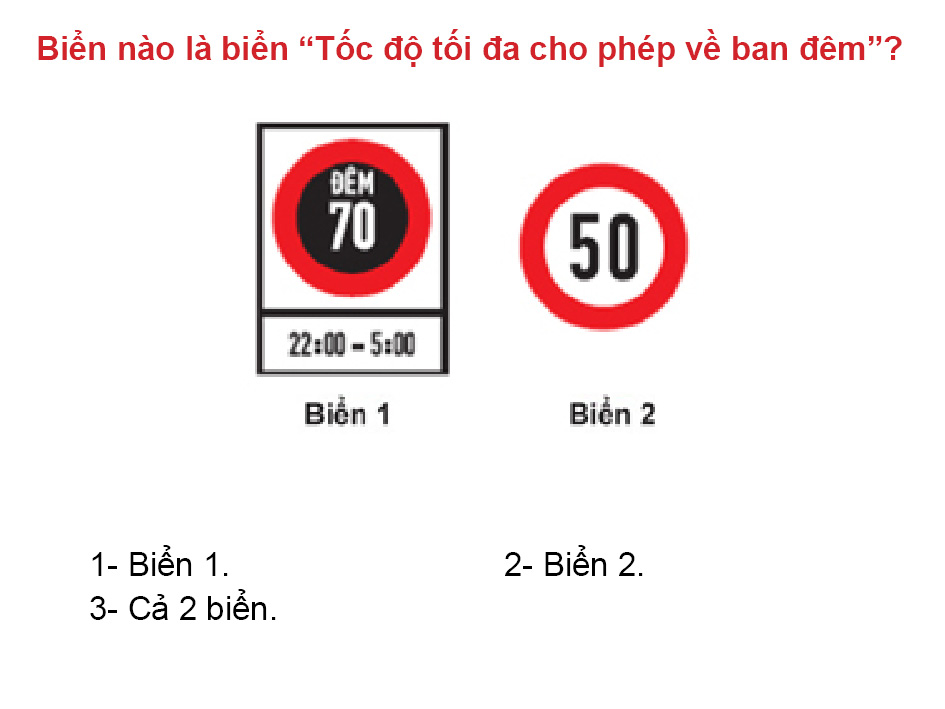 Biển nào là biển “Tốc độ tối đa cho phép về ban đêm”?
ĐÊM
70
50
22:00 – 5:00
Biển 1
Biển 2
1- Biển 1.
2- Biển 2.
3- Cả 2 biển.